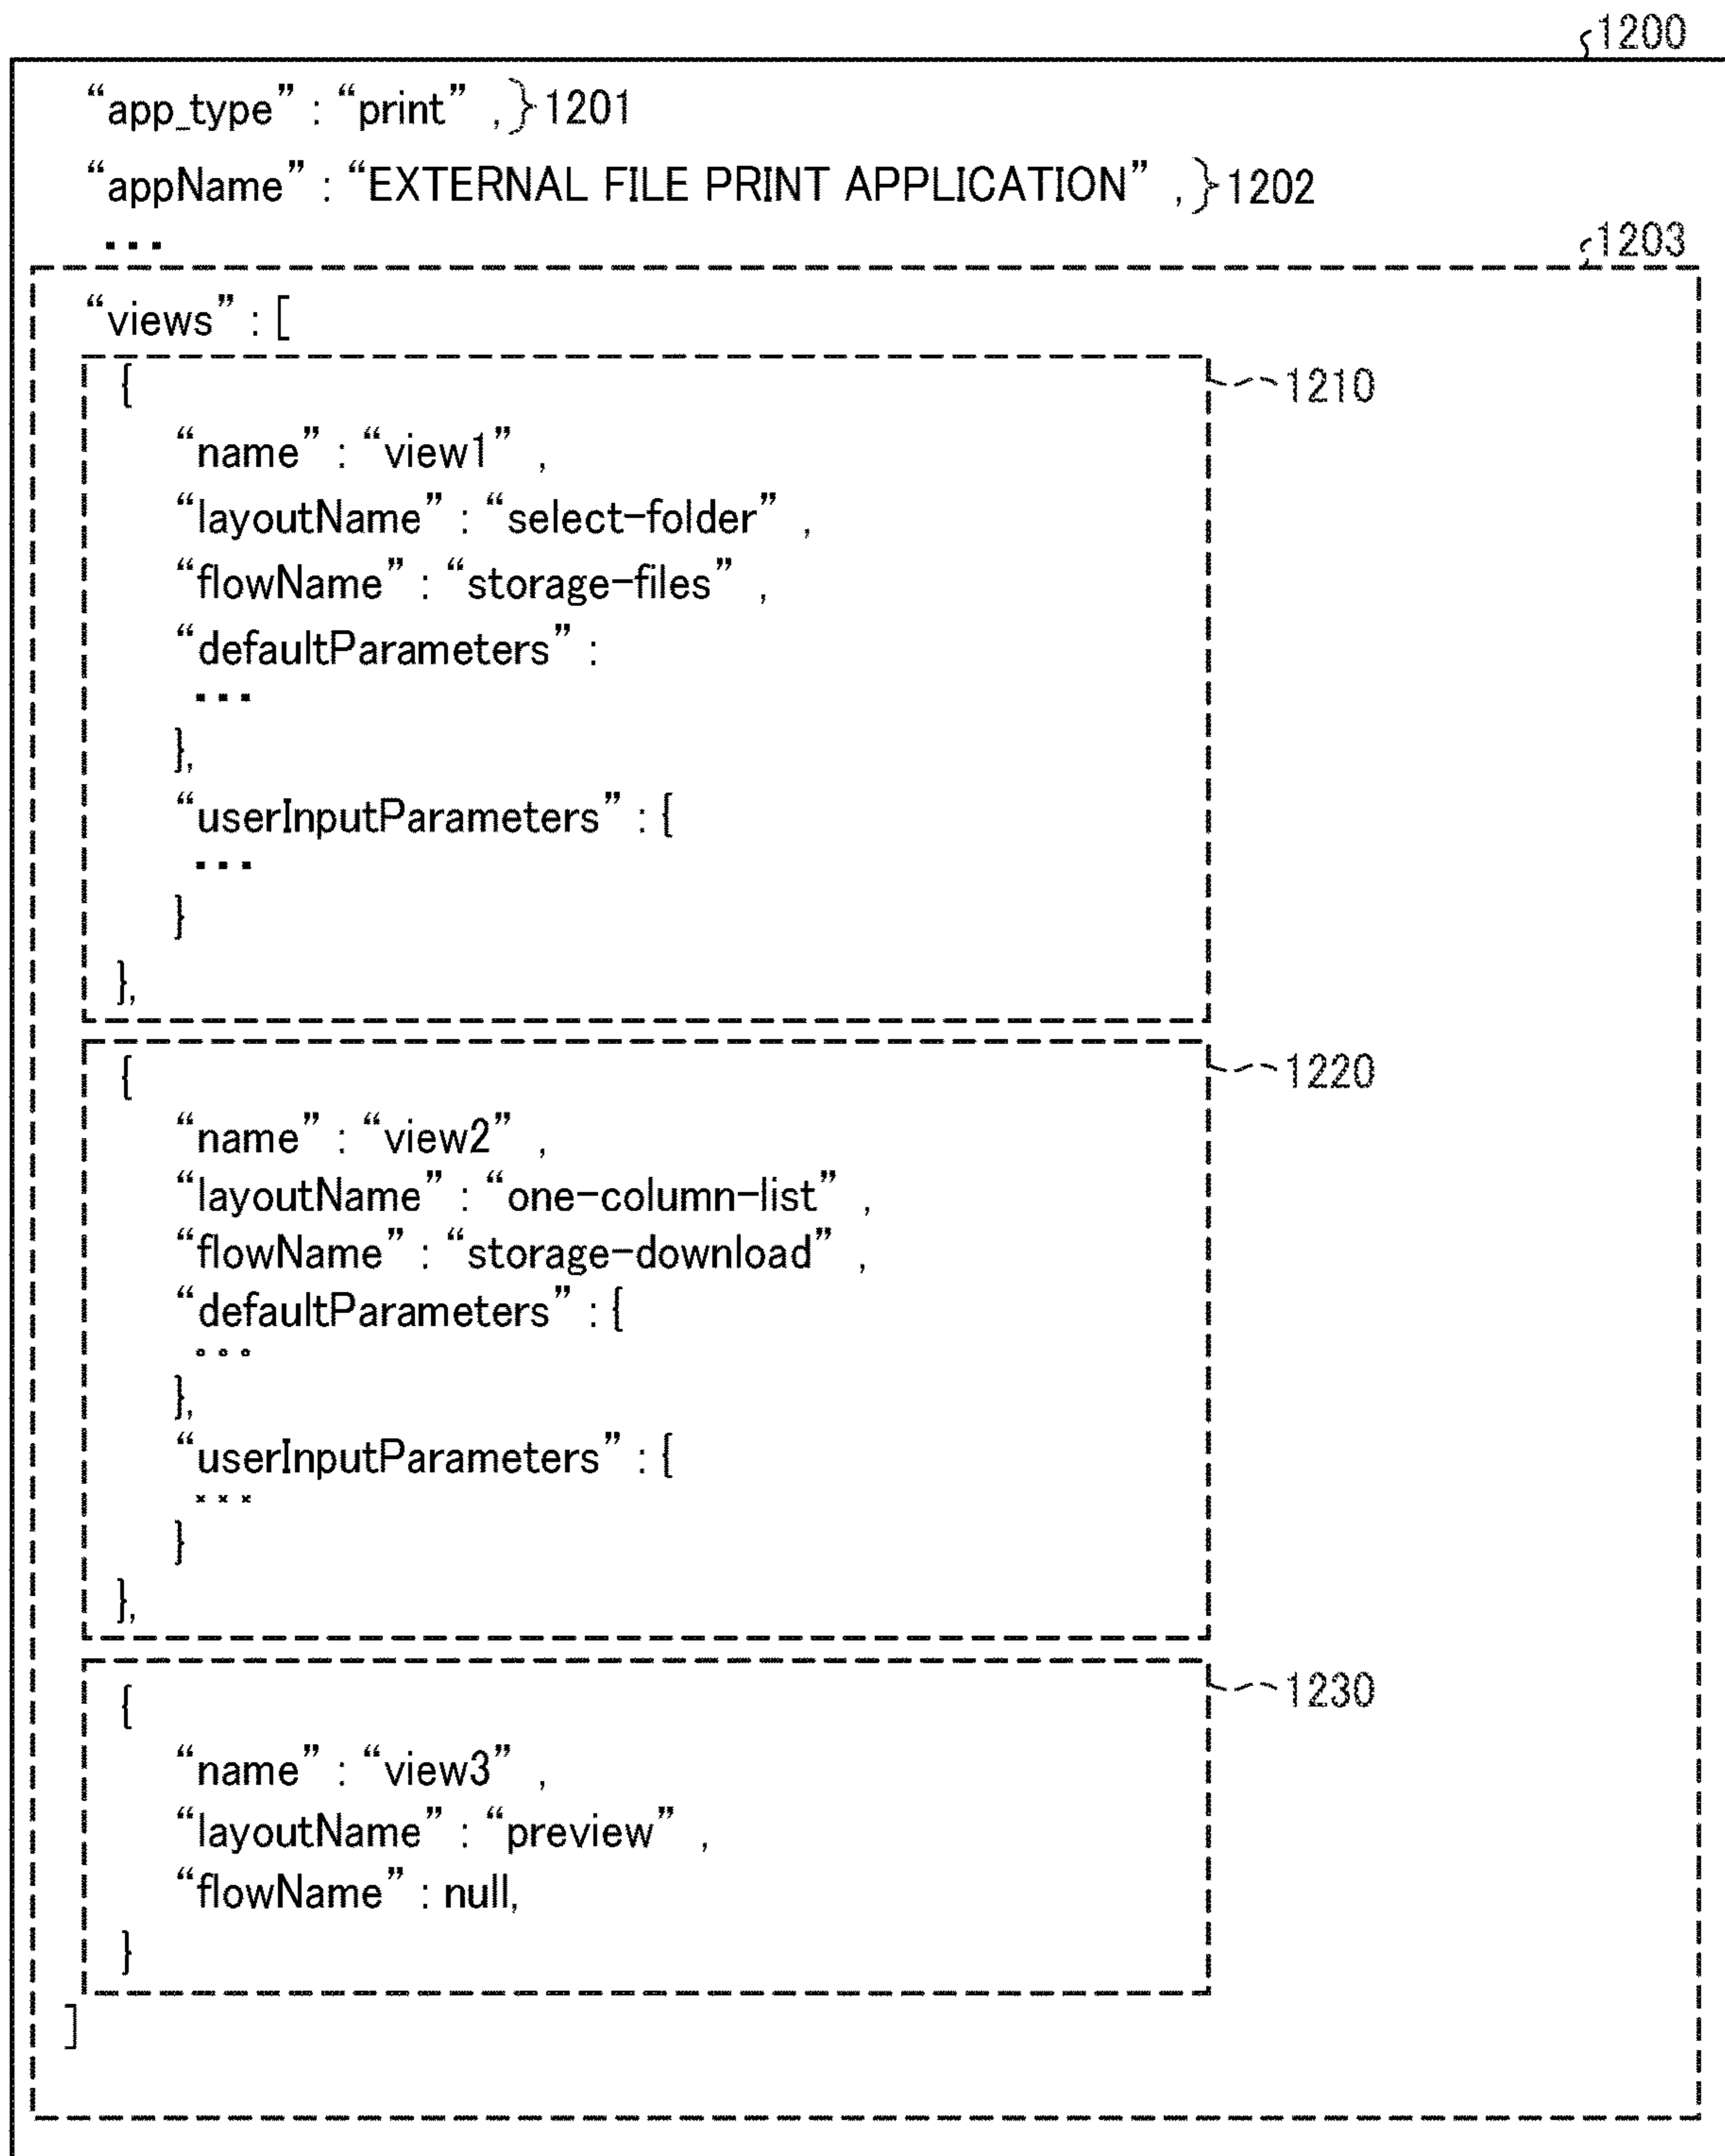 1200
“app_type” : “print” , }1201
“appName” : “EXTERNAL FILE PRINT APPLICATION” , }1202
...
1203
“views” : [
{
1210
“name” : “view1” ,
“layoutName” : “select-folder” ,
“flowName” : “storage-files” ,
“defaultParameters” :
...
},
“userInputParameters” : {
...
}
},
{
1220
“name” : “view2” ,
“layoutName” : “one-column-list” ,
“flowName” : “storage-download” ,
“defaultParameters” : {
...
},
“userInputParameters” : {
...
}
},
{
1230
“name” : “view3” ,
“layoutName” : “preview” ,
“flowName” : null,
}
]